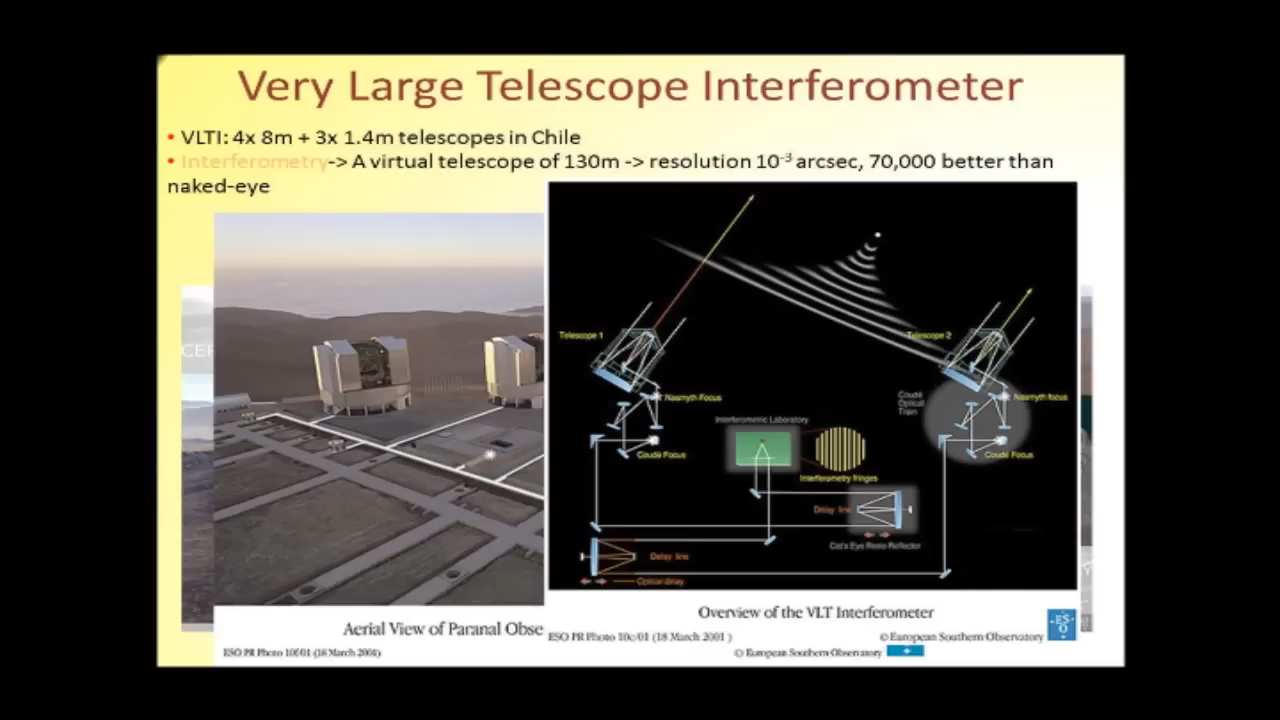 Very Large Telescope Interferometer
• VLTI: 4x 8m + 3x 1.4m telescopes in Chile
• Interferometry-> A virtual telescope of 130m -> resolution 10⁻³ arcsec, 70,000 better than
naked-eye
Telescope 1
Telescope 2
Nasmyth Focus
Coudé
Optical
Train
Nasmyth focus
Interferometric Laboratory
Coudé Focus
Coudé Focus
Interferometry fringes
Delay line
Cat's Eye Retro Reflector
Delay line
Optical delay
Overview of the VLT Interferometer
Aerial View of Paranal Obse
ESO PR Photo 10c/01 (18 March 2001 )
© European Southern Observatory
ESO
ESO PR Photo 10f/01 (18 March 2001)
© European Southern Observatory